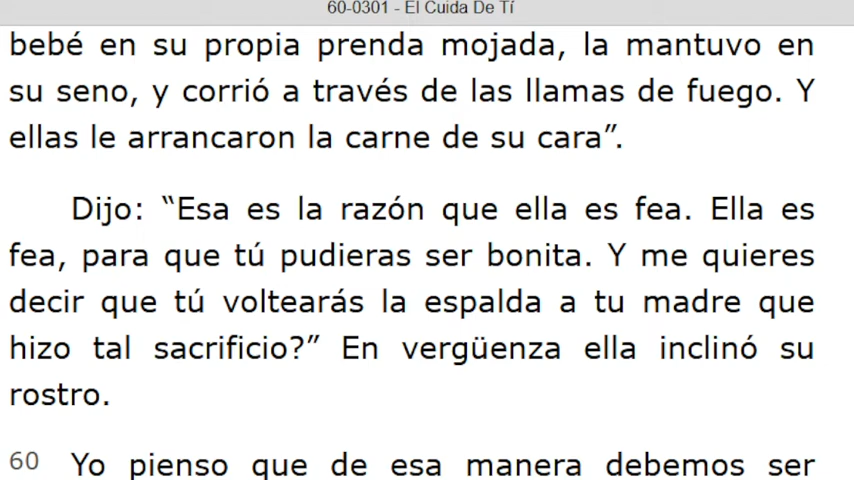 60-0301 - El Cuida De Tí
bebé en su propia prenda mojada, la mantuvo en
su seno, y corrió a través de las llamas de fuego. Y
ellas le arrancaron la carne de su cara”.
Dijo: “Esa es la razón que ella es fea. Ella es
fea, para que tú pudieras ser bonita. Y me quieres
decir que tú voltearás la espalda a tu madre que
hizo tal sacrificio?” En vergüenza ella inclinó su
rostro.
60 Yo pienso que de esa manera debemos ser